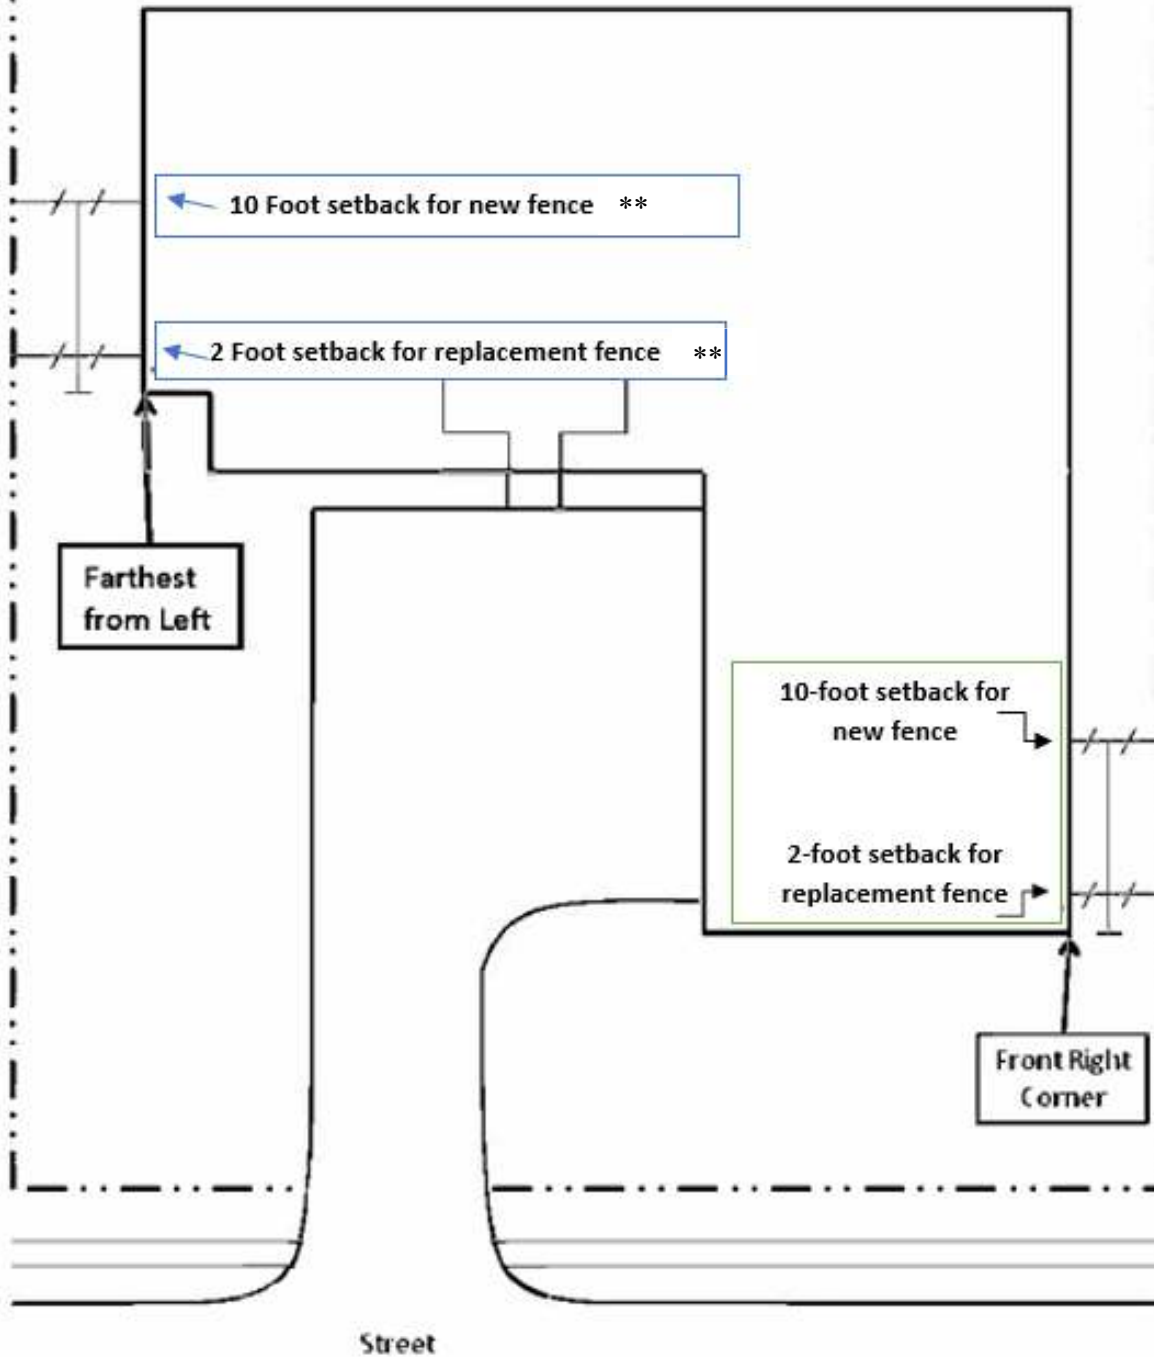 10 Foot setback for new fence **
2 Foot setback for replacement fence **
Farthest
from Left
10-foot setback for
new fence
2-foot setback for
replacement fence
Front Right
Corner
Street